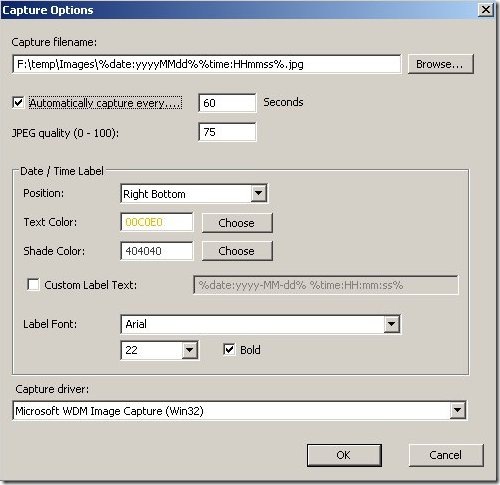 Capture Options
Capture filename:
F:\temp\Images\%date:yyyyMMdd%%time:HHmmss%.jpg Browse...
Automatically capture every.... 60 Seconds
JPEG quality (0 - 100): 75
Date / Time Label
Position: Right Bottom
Text Color: 00C0E0 Choose
Shade Color: 404040 Choose
Custom Label Text: %date:yyyy-MM-dd% %time:HH:mm:ss%
Label Font: Arial
22 Bold
Capture driver:
Microsoft WDM Image Capture (Win32)
OK Cancel